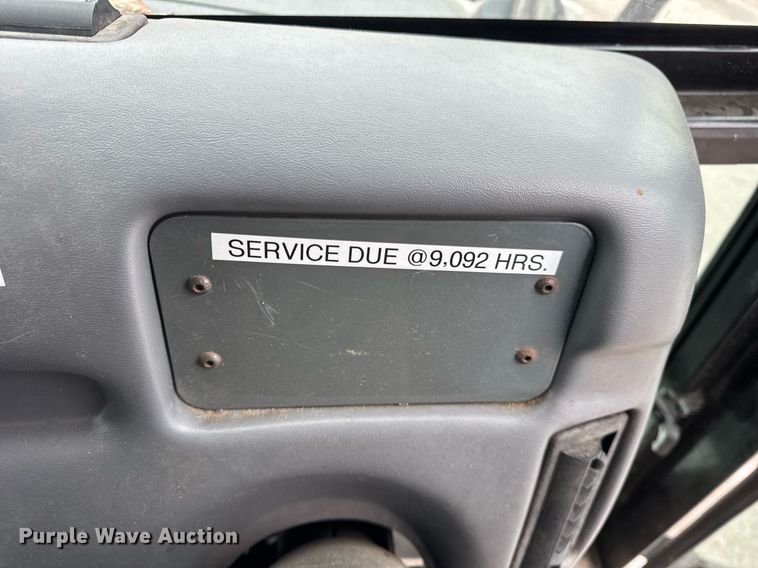 SERVICE DUE @9,092 HRS.
Purple Wave Auction®